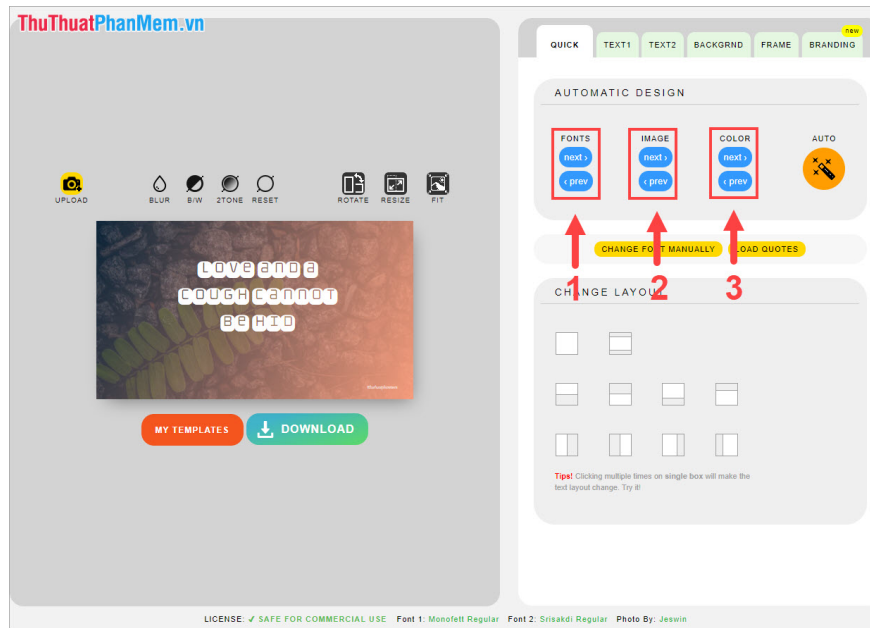 ThuThuatPhanMem.vn
QUICK TEXT1 TEXT2 BACKGRND FRAME BRANDING
new
AUTOMATIC DESIGN
FONTS IMAGE COLOR AUTO
next › next › next ›
‹ prev ‹ prev ‹ prev
UPLOAD BLUR B/W 2TONE RESET ROTATE RESIZE FIT
CHANGE FONT MANUALLY LOAD QUOTES
1 2 3
CHANGE LAYOUT
Love and a
cough cannot
be hid
Thuthuatphanmem
MY TEMPLATES DOWNLOAD
Tips! Clicking multiple times on single box will make the
text layout change. Try it!
LICENSE: ✓ SAFE FOR COMMERCIAL USE Font 1: Monofett Regular Font 2: Srisakdi Regular Photo By: Jeswin